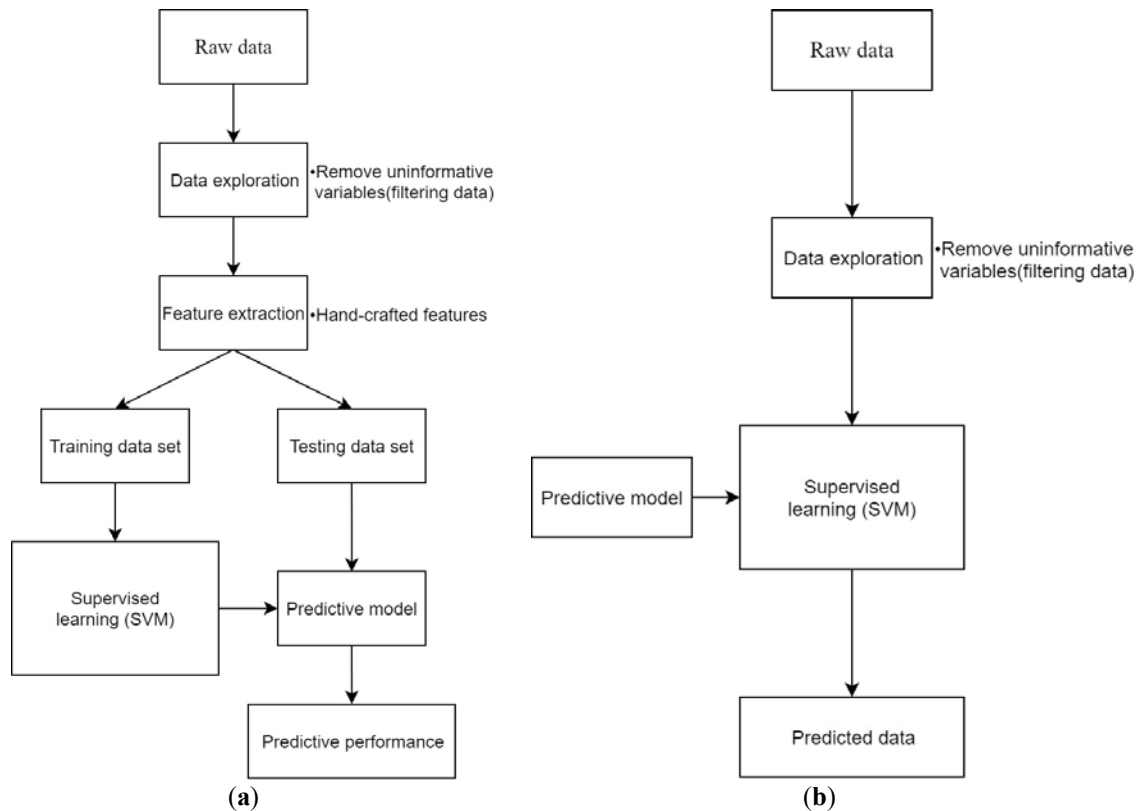 Raw data
Data exploration
•Remove uninformative
variables(filtering data)
Feature extraction
•Hand-crafted features
Training data set
Testing data set
Supervised
learning (SVM)
Predictive model
Predictive performance
(a)
Raw data
Data exploration
•Remove uninformative
variables(filtering data)
Predictive model
Supervised
learning (SVM)
Predicted data
(b)